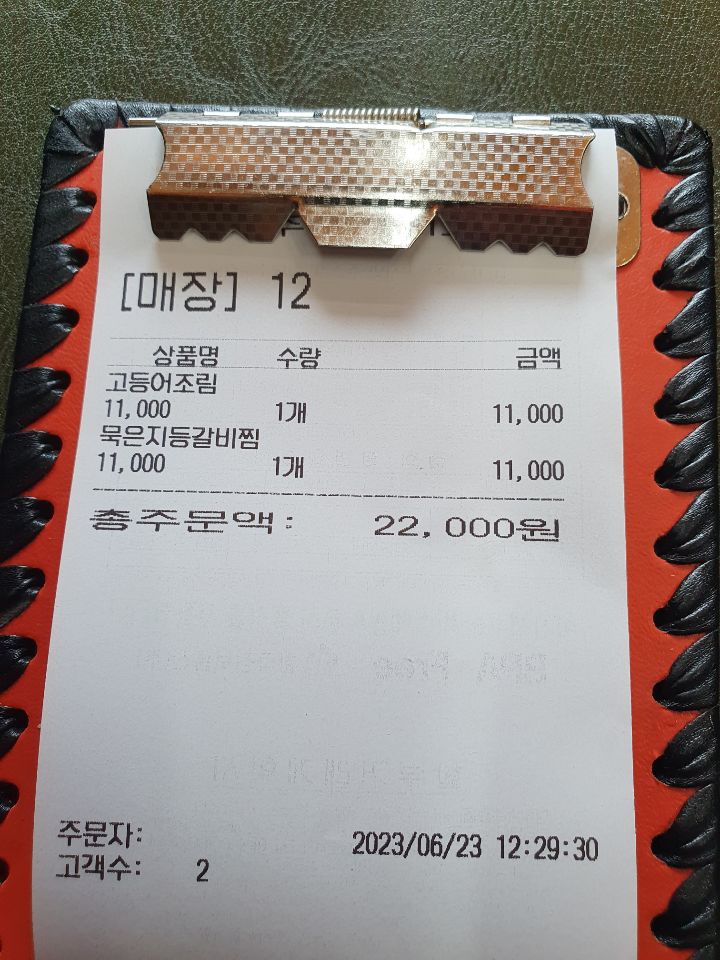 [매장] 12
상품명 수량 금액
고등어조림
11,000 1개 11,000
묵은지등갈비찜
11,000 1개 11,000
총주문액: 22,000원
주문자: 2023/06/23 12:29:30
고객수: 2